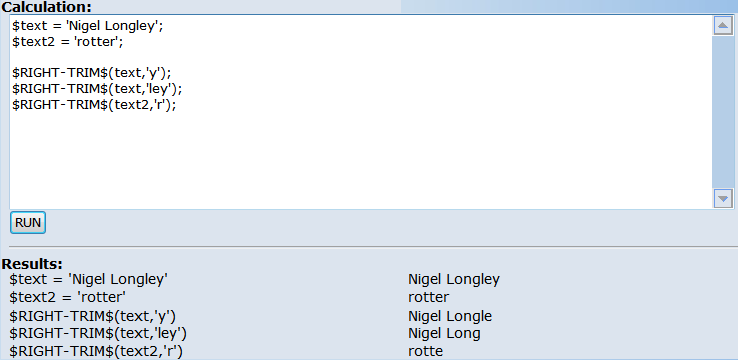 Calculation:
$text = 'Nigel Longley';
$text2 = 'rotter';
$RIGHT-TRIM$(text,'y');
$RIGHT-TRIM$(text,'ley');
$RIGHT-TRIM$(text2,'r');
RUN
Results:
$text = 'Nigel Longley' Nigel Longley
$text2 = 'rotter' rotter
$RIGHT-TRIM$(text,'y') Nigel Longle
$RIGHT-TRIM$(text,'ley') Nigel Long
$RIGHT-TRIM$(text2,'r') rotte